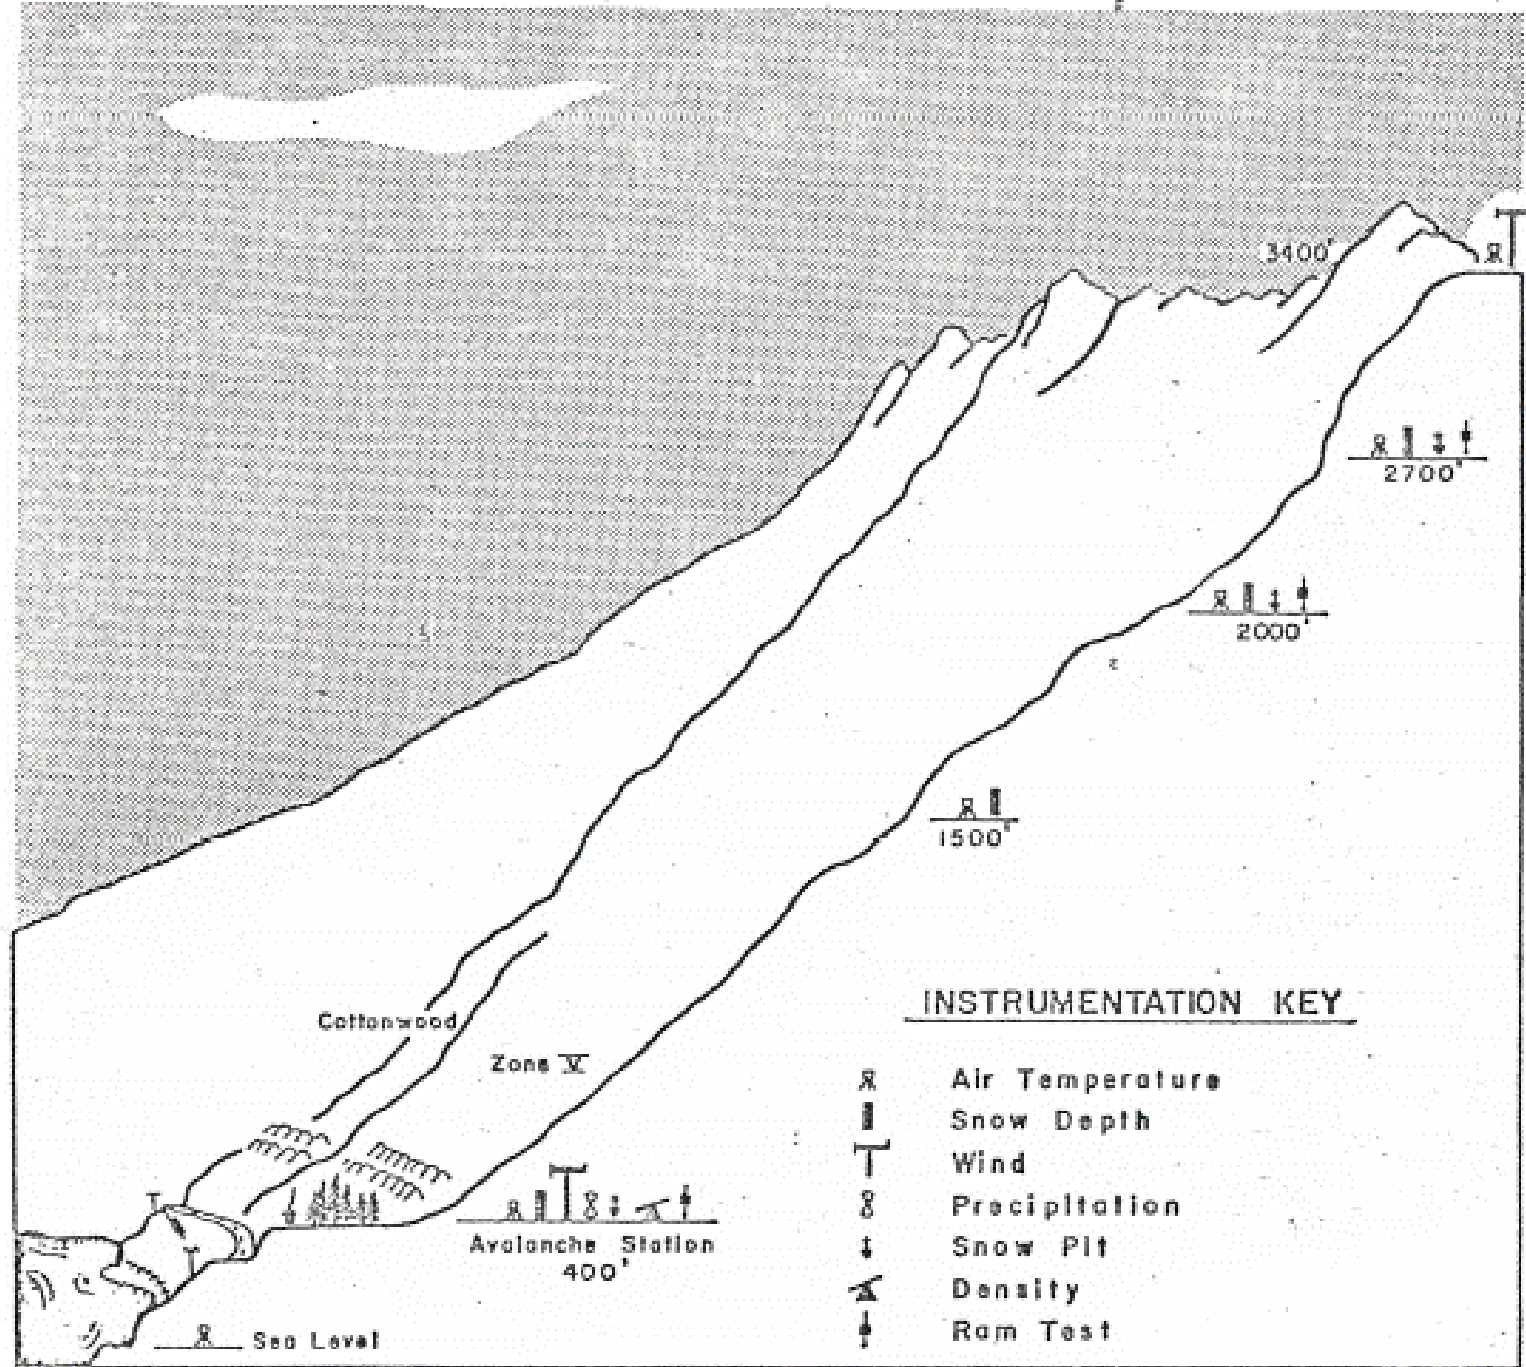 3400'
2700'
2000'
1500'
Cottonwood
Zone V
Avalanche Station
400'
Sea Level
INSTRUMENTATION KEY
Air Temperature
Snow Depth
Wind
Precipitation
Snow Pit
Density
Ram Test